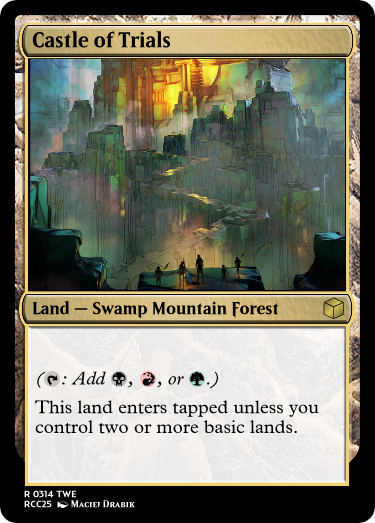 Castle of Trials
Land — Swamp Mountain Forest
(: Add , , or .)
This land enters tapped unless you
control two or more basic lands.
R 0314 TWE
RCC25 Maciej Drabik